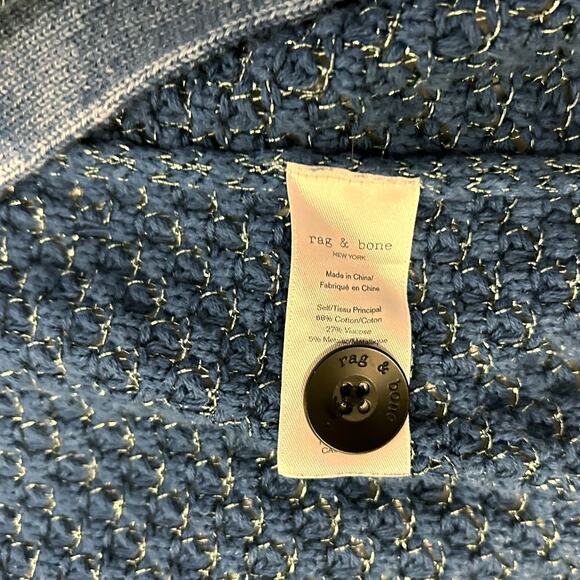 rag & bone
NEW YORK
Made in China/
Fabriqué en Chine
Self/Tissu Principal
68% Cotton/Coton
27% Viscose
5%
rag & bone